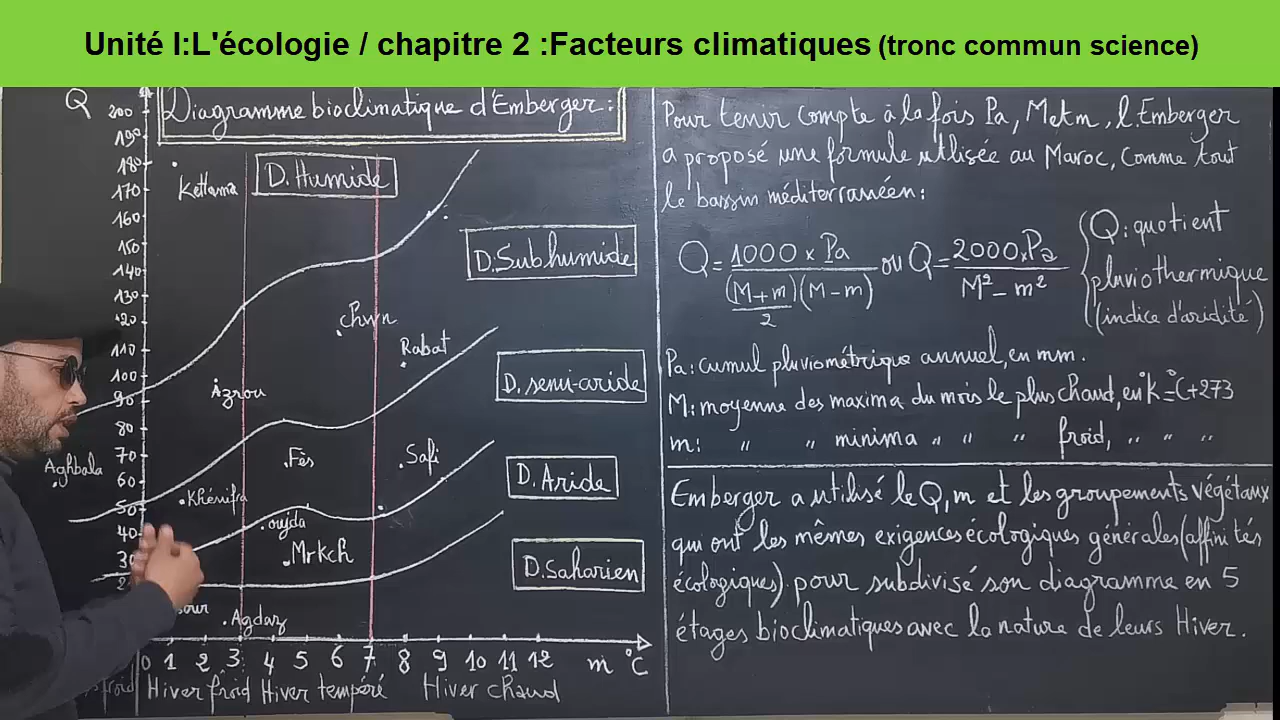 Unité I:L'écologie / chapitre 2 :Facteurs climatiques (tronc commun science)
Diagramme bioclimatique d'Emberger:
Q
200
190
180
170
160
150
140
130
120
110
100
90
80
70
60
50
40
30
Kettama
D. Humide
D. Subhumide
Chwn
Rabat
D. semi-aride
Azrou
Aghbala
Fès
Safi
D. Aride
Khénifra
oujda
Mrkch
D. Saharien
Agdaz
0 1 2 3 4 5 6 7 8 9 10 11 12 m °C
froid Hiver froid Hiver tempéré Hiver chaud
Pour tenir compte à la fois Pa, M et m, l. Emberger
a proposé une formule utilisée au Maroc, comme tout
le bassin méditerranéen:
Q = 1000 x Pa / (M+m)/2 (M-m) ou Q = 2000 x Pa / M² - m²
Q: quotient
pluviothermique
(indice d'aridité)
Pa: cumul pluviométrique annuel, en mm.
M: moyenne des maxima du mois le plus chaud, en °K = °C+273
m: " " minima " " " froid, " " "
Emberger a utilisé le Q, m et les groupements végétaux
qui ont les mêmes exigences écologiques générales (affinités
écologiques) pour subdivisé son diagramme en 5
étages bioclimatiques avec la nature de leurs Hiver.